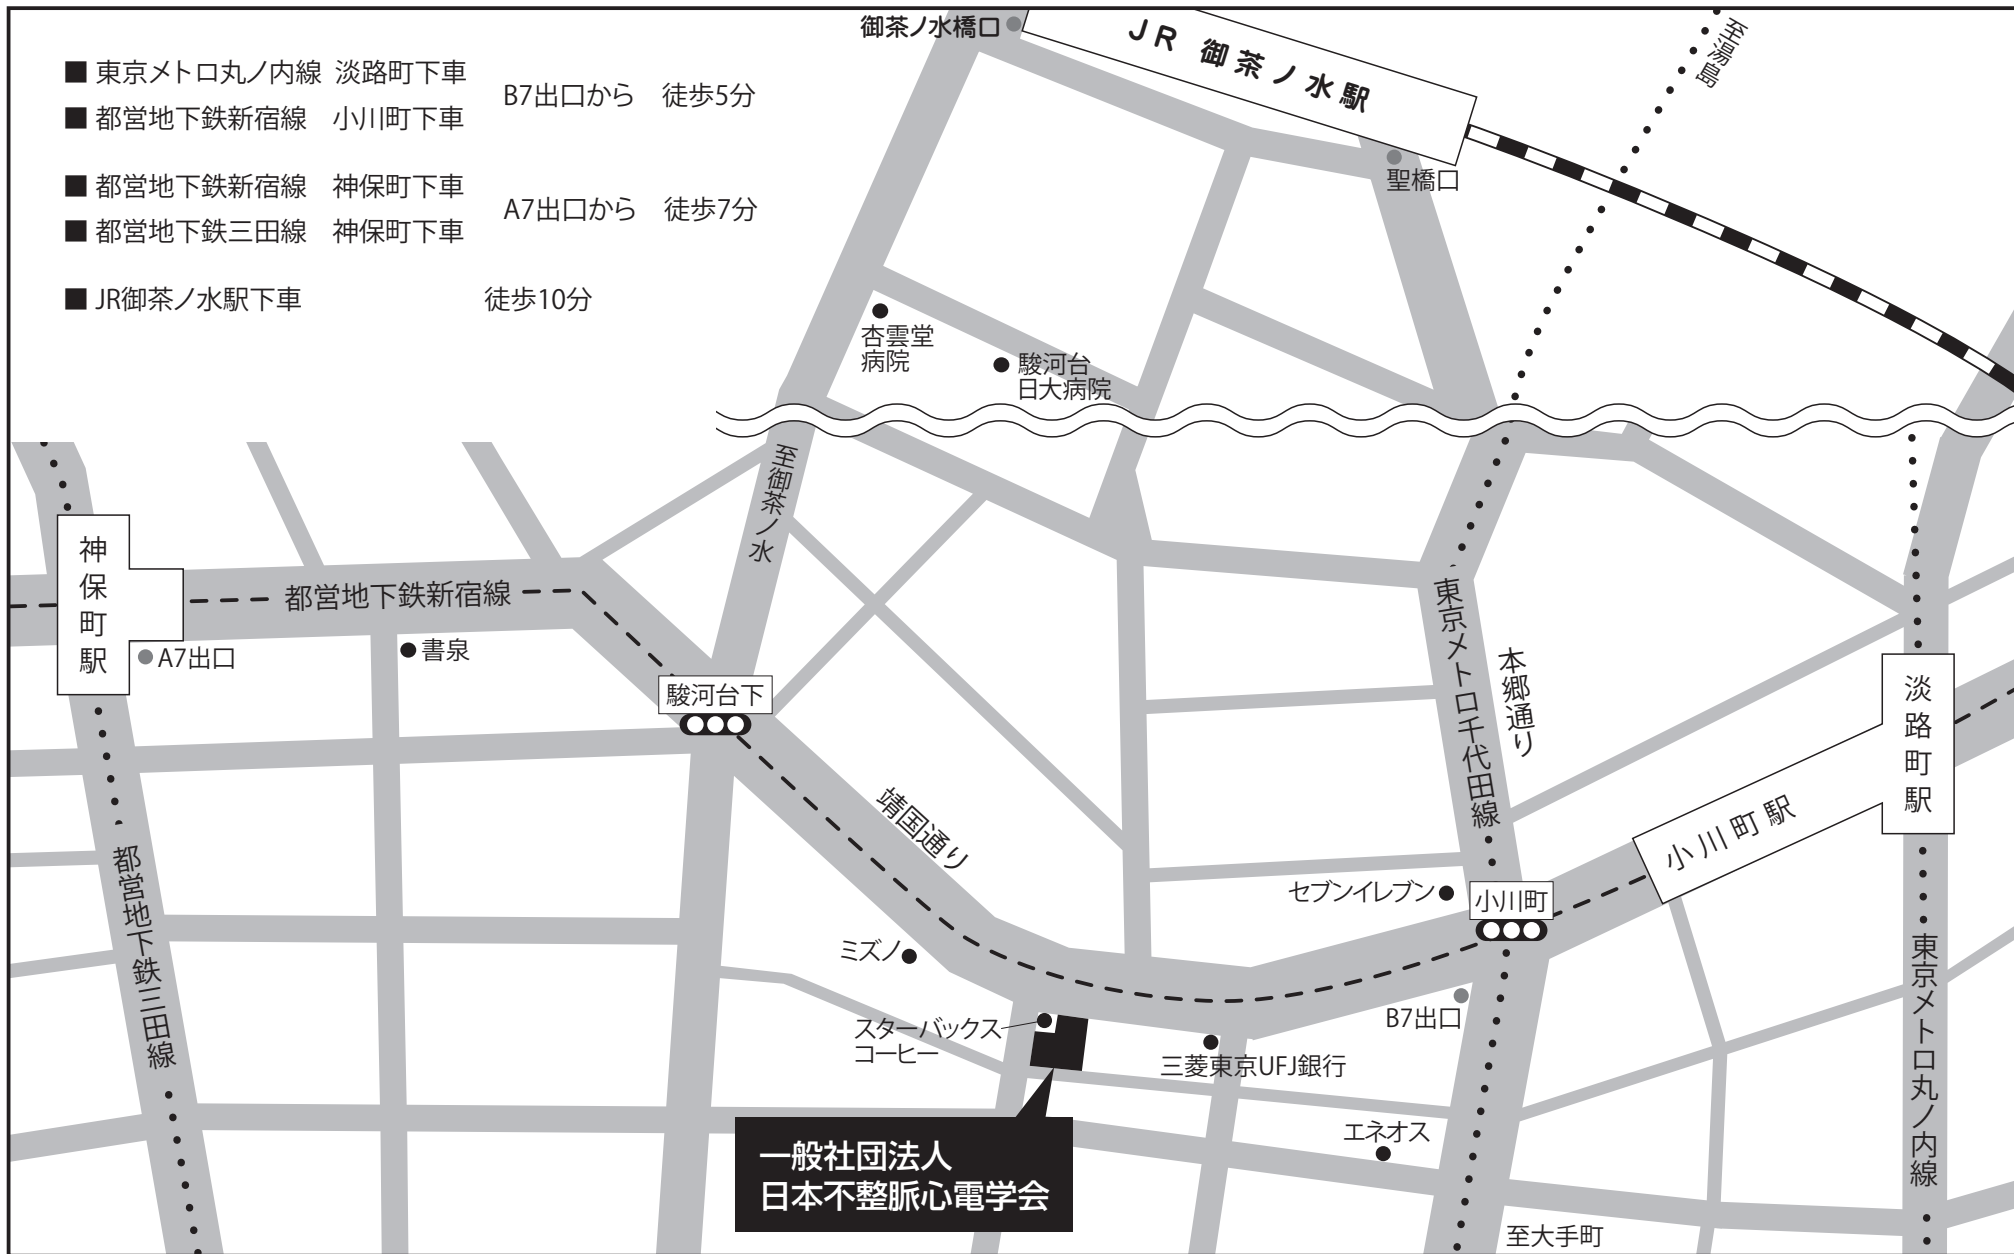 御茶ノ水橋口
JR 御茶ノ水駅
至湯島
■ 東京メトロ丸ノ内線 淡路町下車
■ 都営地下鉄新宿線 小川町下車
B7出口から 徒歩5分
■ 都営地下鉄新宿線 神保町下車
■ 都営地下鉄三田線 神保町下車
A7出口から 徒歩7分
■ JR御茶ノ水駅下車 徒歩10分
聖橋口
杏雲堂
病院
駿河台
日大病院
至御茶ノ水
神保町駅
都営地下鉄新宿線
A7出口
書泉
駿河台下
東京メトロ千代田線
本郷通り
淡路町駅
小川町駅
靖国通り
都営地下鉄三田線
セブンイレブン
小川町
ミズノ
B7出口
スターバックス
コーヒー
三菱東京UFJ銀行
東京メトロ丸ノ内線
エネオス
一般社団法人
日本不整脈心電学会
至大手町